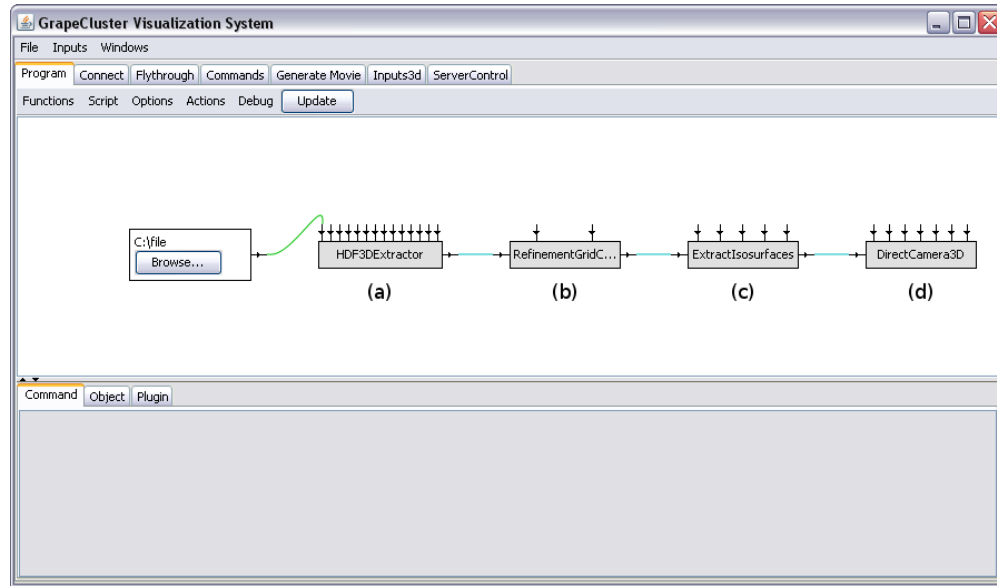 GrapeCluster Visualization System
File Inputs Windows
Program Connect Flythrough Commands Generate Movie Inputs3d ServerControl
Functions Script Options Actions Debug Update
C:\file
Browse...
HDF3DExtractor
RefinementGridC...
ExtractIsosurfaces
DirectCamera3D
(a) (b) (c) (d)
Command Object Plugin